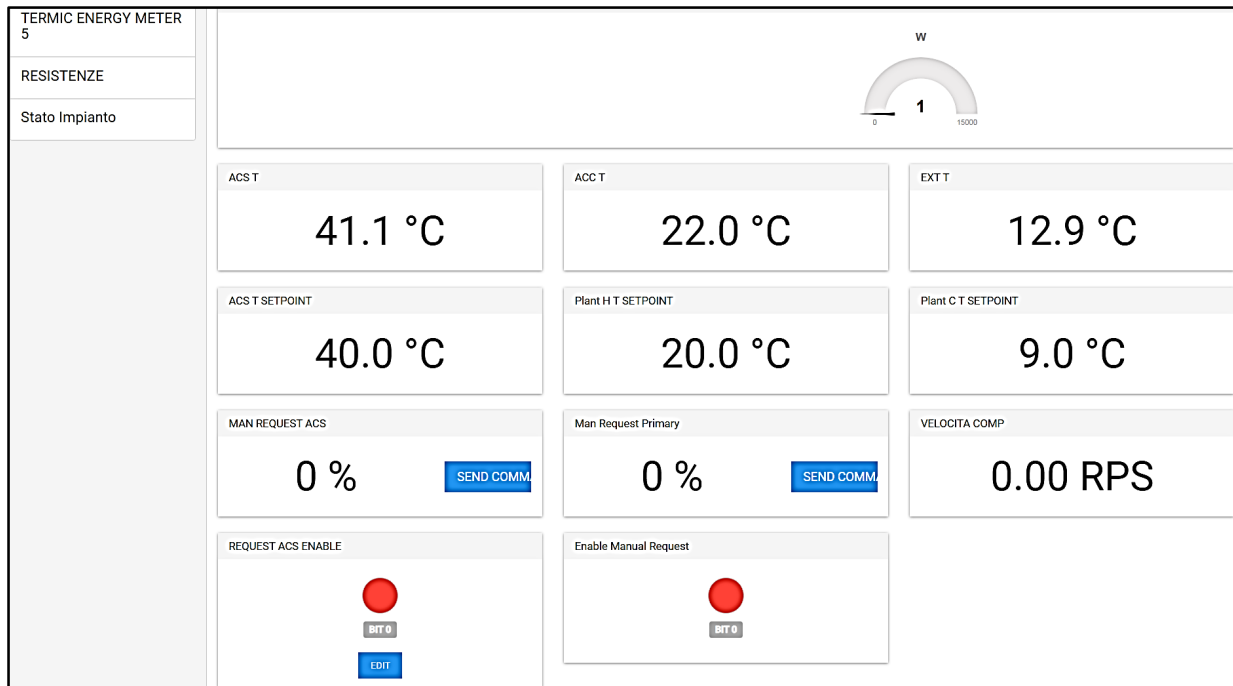 TERMIC ENERGY METER
5
RESISTENZE
Stato Impianto
W
1
0 15000
ACS T ACC T EXT T
41.1 °C 22.0 °C 12.9 °C
ACS T SETPOINT Plant H T SETPOINT Plant C T SETPOINT
40.0 °C 20.0 °C 9.0 °C
MAN REQUEST ACS Man Request Primary VELOCITA COMP
0 % SEND COMMA 0 % SEND COMMA 0.00 RPS
REQUEST ACS ENABLE Enable Manual Request
BIT 0 BIT 0
EDIT